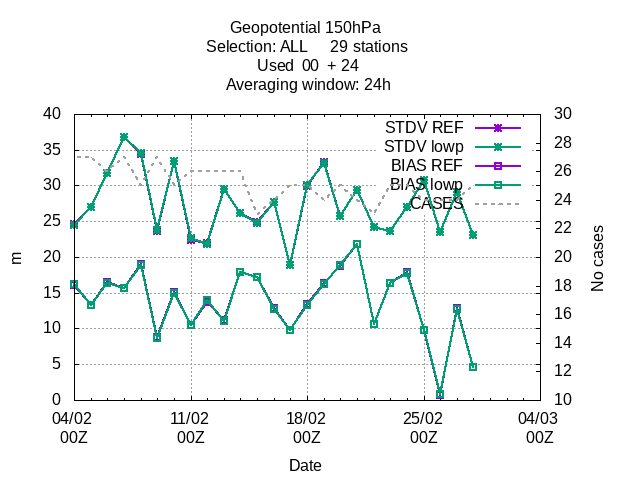 Geopotential 150hPa
Selection: ALL     29 stations
Used  00  + 24
Averaging window: 24h
40 30
STDV REF
35 28
STDV lowp
BIAS REF
30 26
BIAS lowp
CASES
25 24
22
20 20
m
No cases
15 18
16
10 14
5 12
0 10
04/02 11/02 18/02 25/02 04/03
00Z 00Z 00Z 00Z 00Z
Date